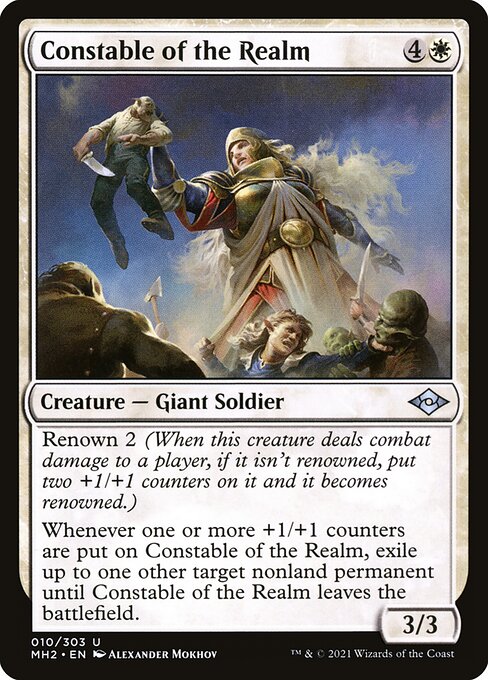 Constable of the Realm 4
Creature — Giant Soldier
Renown 2 (When this creature deals combat
damage to a player, if it isn't renowned, put
two +1/+1 counters on it and it becomes
renowned.)
Whenever one or more +1/+1 counters
are put on Constable of the Realm, exile
up to one other target nonland permanent
until Constable of the Realm leaves the
battlefield.
3/3
010/303 U
MH2 • EN Alexander Mokhov
™ & © 2021 Wizards of the Coast